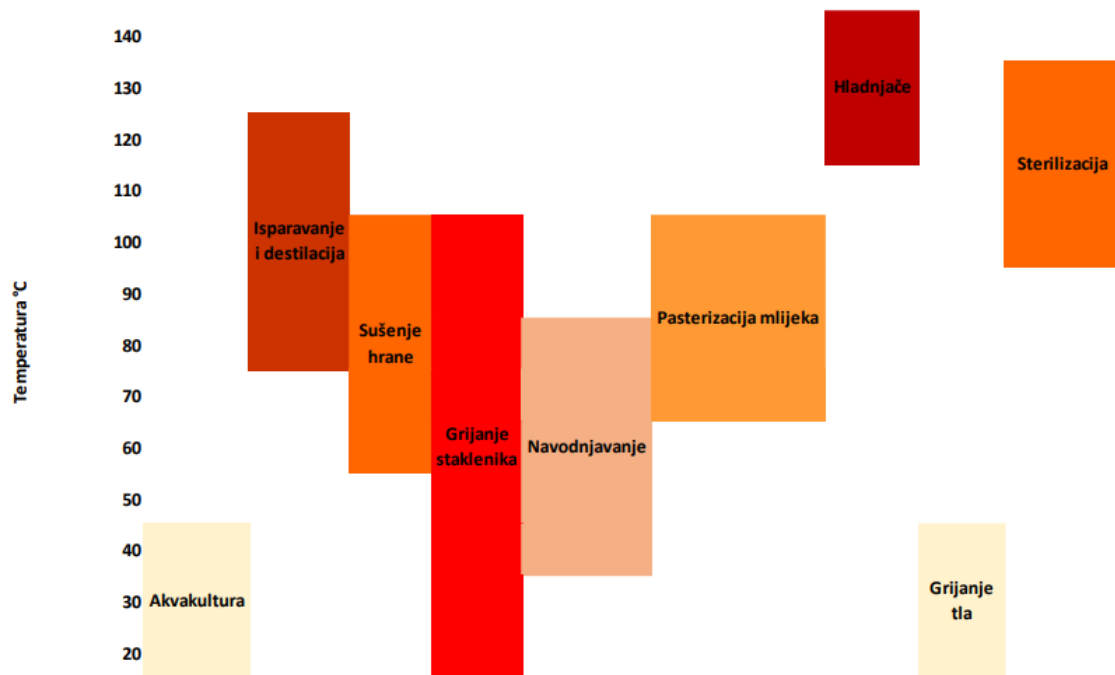 Temperatura °C
140
130
120
110
100
90
80
70
60
50
40
30
20
Akvakultura
Isparavanje
i destilacija
Sušenje
hrane
Grijanje
staklenika
Navodnjavanje
Pasterizacija mlijeka
Hladnjače
Grijanje
tla
Sterilizacija